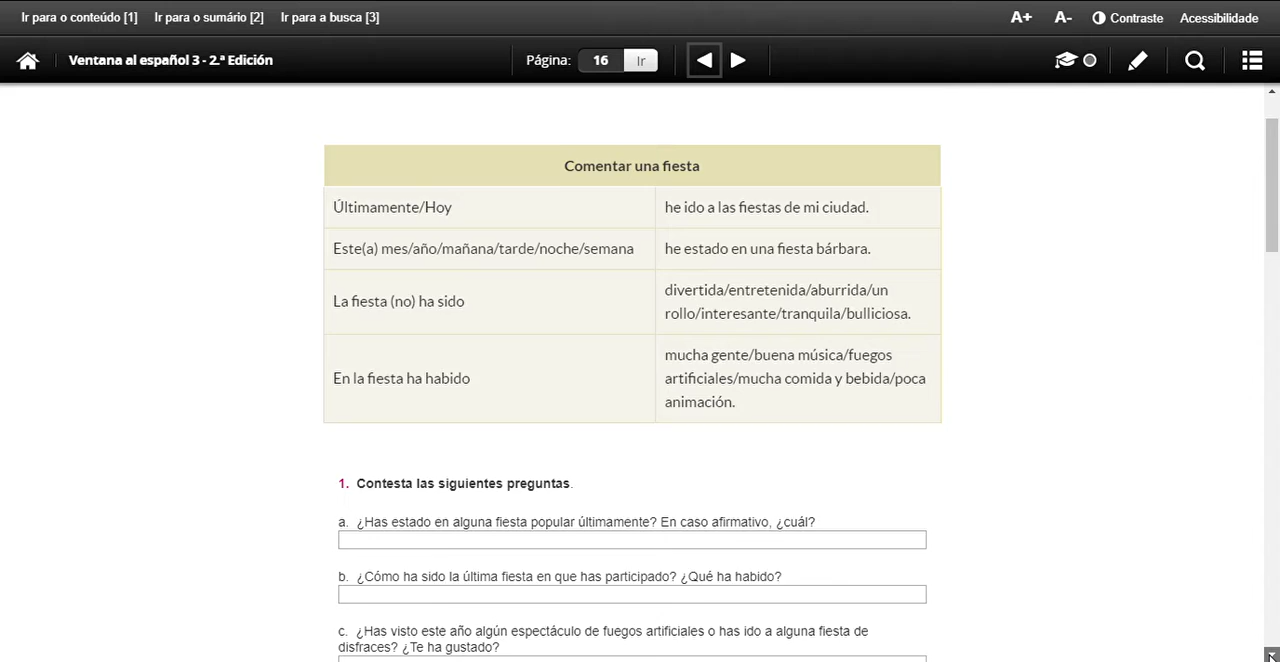 Ir para o conteúdo [1] Ir para o sumário [2] Ir para a busca [3] A+ A- Contraste Acessibilidade
Ventana al español 3 - 2.ª Edición Página: 16 Ir
Comentar una fiesta
Últimamente/Hoy he ido a las fiestas de mi ciudad.
Este(a) mes/año/mañana/tarde/noche/semana he estado en una fiesta bárbara.
La fiesta (no) ha sido
divertida/entretenida/aburrida/un
rollo/interesante/tranquila/bulliciosa.
En la fiesta ha habido
mucha gente/buena música/fuegos
artificiales/mucha comida y bebida/poca
animación.
1. Contesta las siguientes preguntas.
a. ¿Has estado en alguna fiesta popular últimamente? En caso afirmativo, ¿cuál?
b. ¿Cómo ha sido la última fiesta en que has participado? ¿Qué ha habido?
c. ¿Has visto este año algún espectáculo de fuegos artificiales o has ido a alguna fiesta de
disfraces? ¿Te ha gustado?